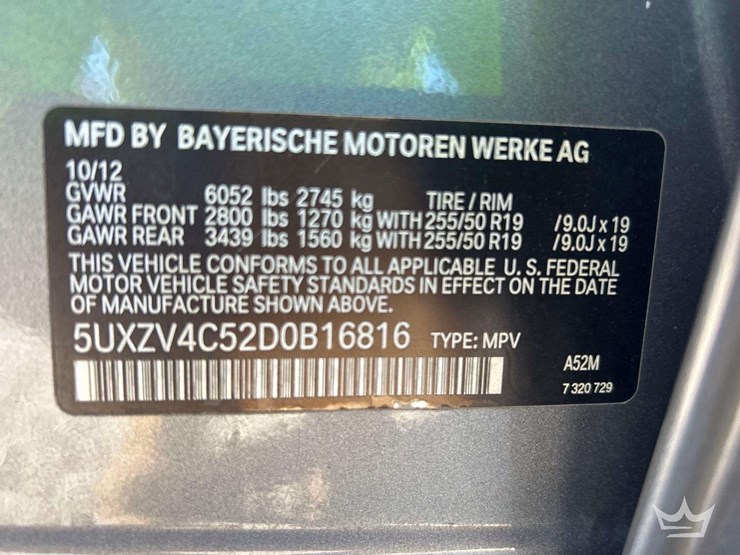 MFD BY BAYERISCHE MOTOREN WERKE AG
10/12
GVWR 6052 lbs 2745 kg TIRE / RIM
GAWR FRONT 2800 lbs 1270 kg WITH 255/50 R19 /9.0J x 19
GAWR REAR 3439 lbs 1560 kg WITH 255/50 R19 /9.0J x 19
THIS VEHICLE CONFORMS TO ALL APPLICABLE U. S. FEDERAL
MOTOR VEHICLE SAFETY STANDARDS IN EFFECT ON THE DATE
OF MANUFACTURE SHOWN ABOVE.
5UXZV4C52D0B16816 TYPE: MPV
A52M
7 320 729